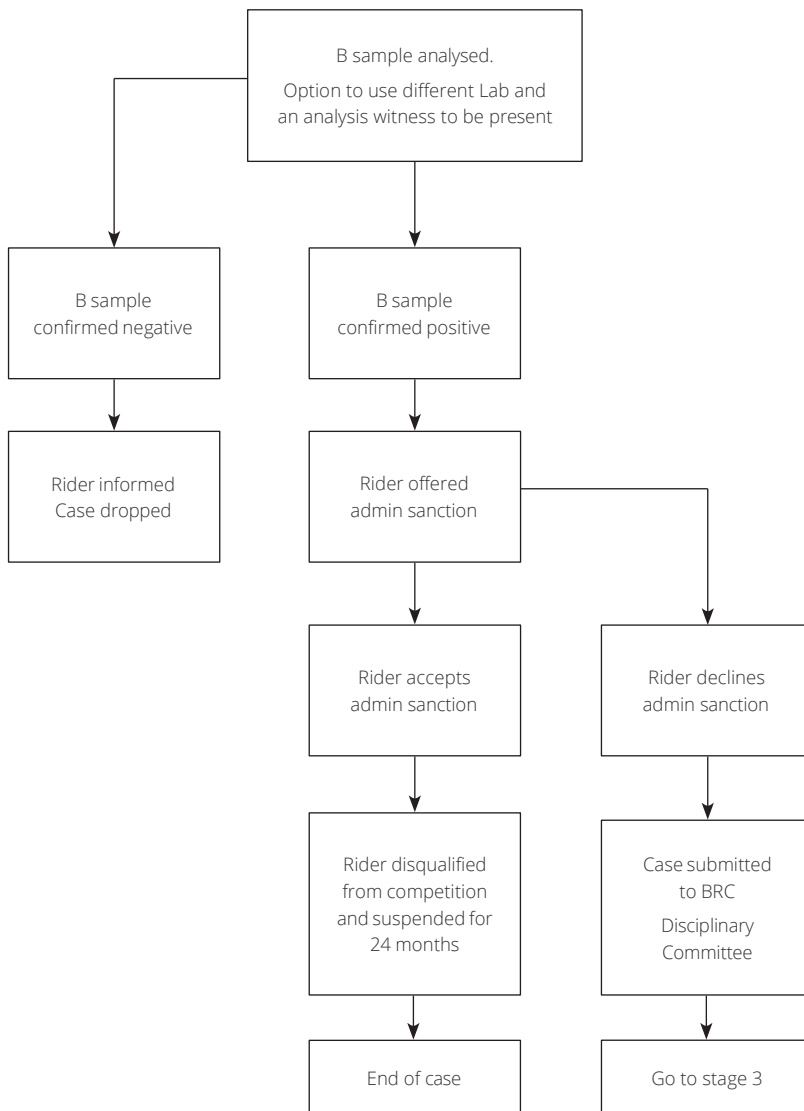 B sample analysed.
Option to use different Lab and
an analysis witness to be present
B sample
confirmed negative
B sample
confirmed positive
Rider informed
Case dropped
Rider offered
admin sanction
Rider accepts
admin sanction
Rider declines
admin sanction
Rider disqualified
from competition
and suspended for
24 months
Case submitted
to BRC
Disciplinary
Committee
End of case
Go to stage 3